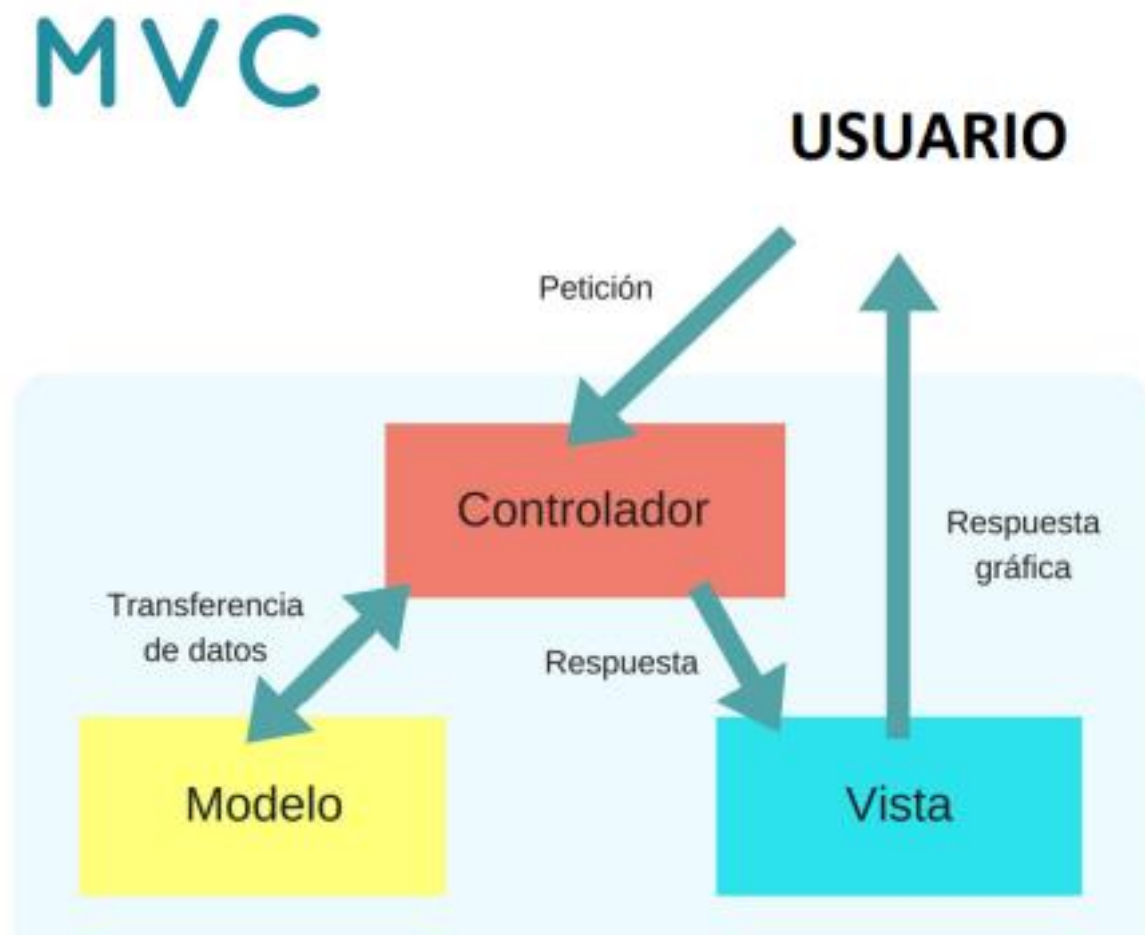 MVC
USUARIO
Petición
Controlador
Respuesta
gráfica
Transferencia
de datos
Respuesta
Modelo
Vista